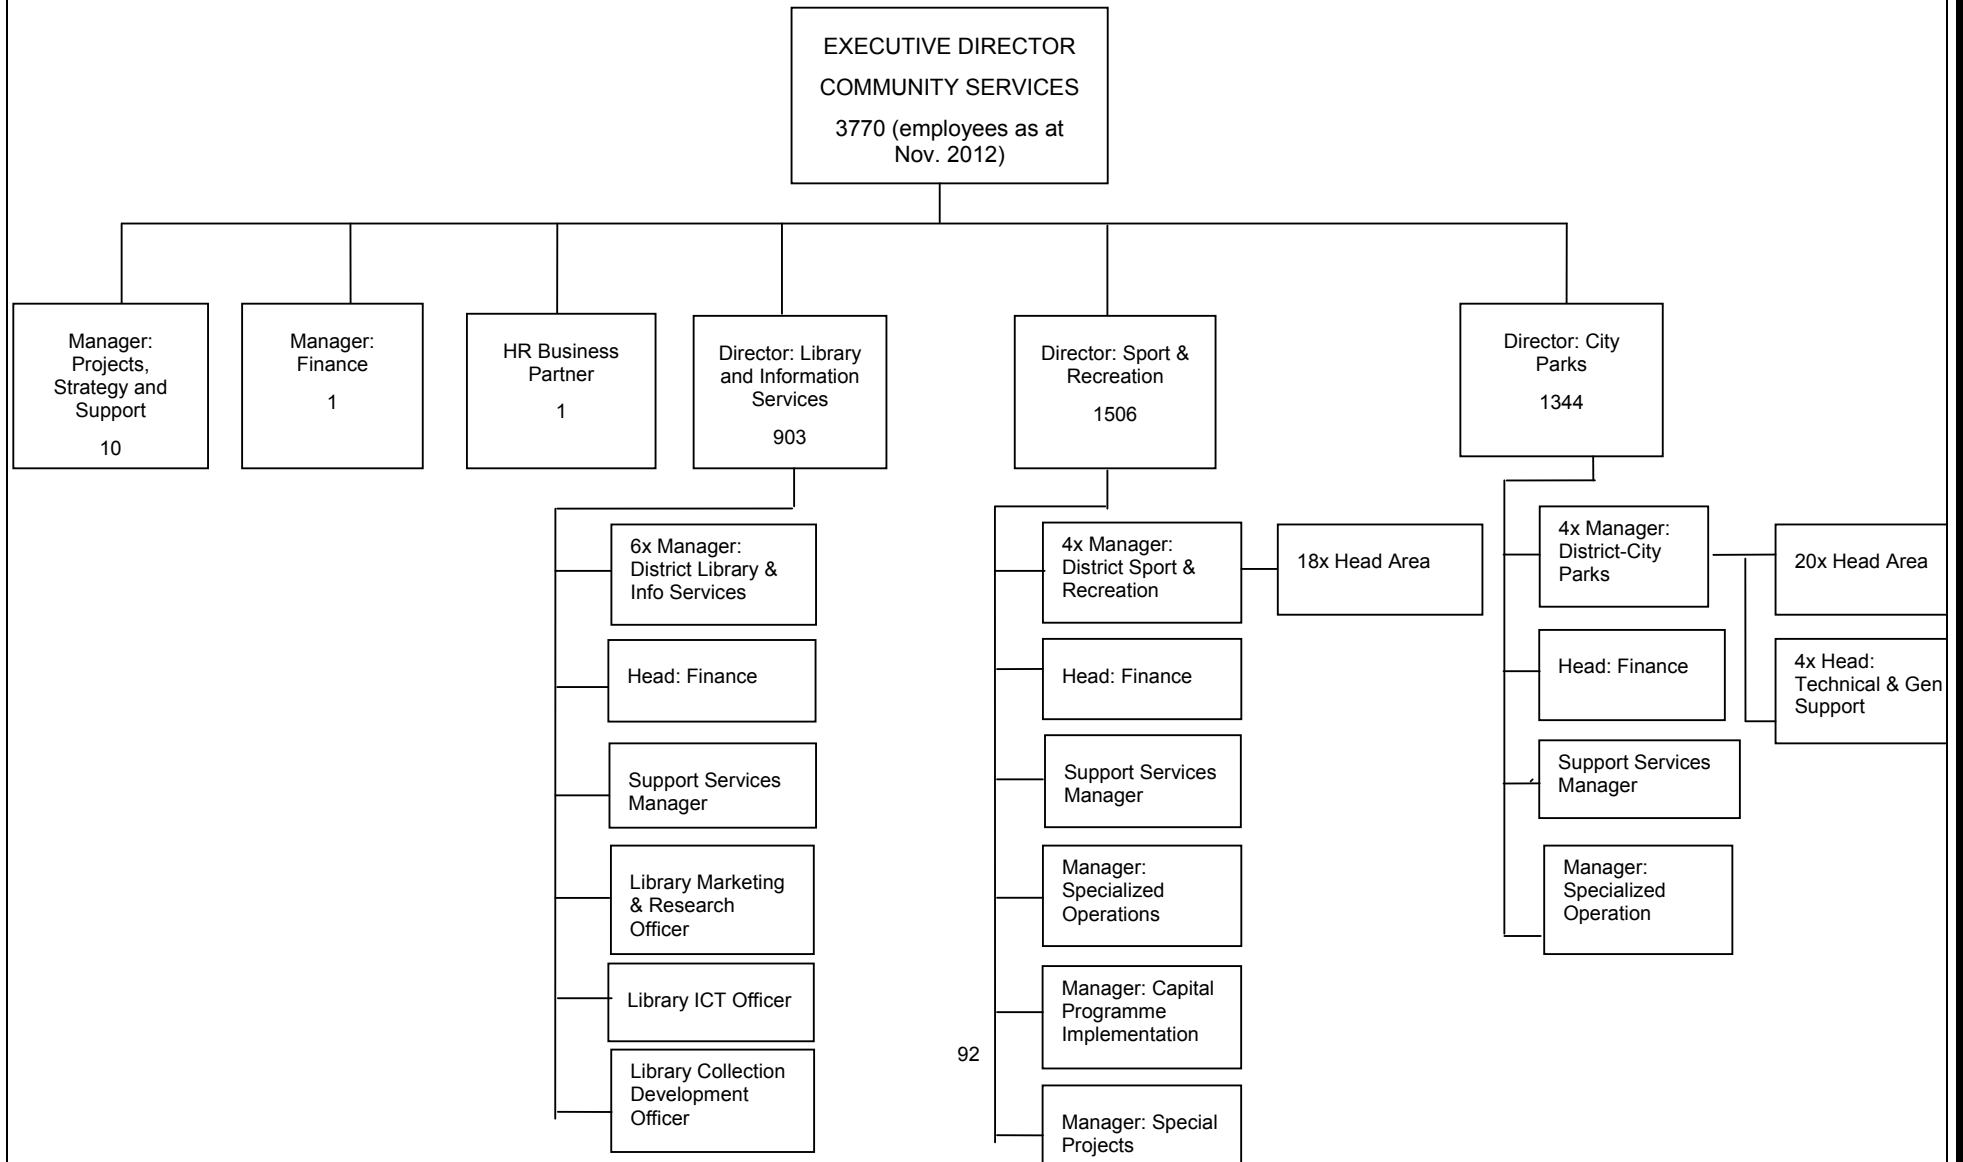 EXECUTIVE DIRECTOR
COMMUNITY SERVICES
3770 (employees as at
Nov. 2012)
Manager:
Projects,
Strategy and
Support
10
Manager:
Finance
1
HR Business
Partner
1
Director: Library
and Information
Services
903
Director: Sport &
Recreation
1506
Director: City
Parks
1344
6x Manager:
District Library &
Info Services
Head: Finance
Support Services
Manager
Library Marketing
& Research
Officer
Library ICT Officer
Library Collection
Development
Officer
4x Manager:
District Sport &
Recreation
18x Head Area
Head: Finance
Support Services
Manager
Manager:
Specialized
Operations
Manager: Capital
Programme
Implementation
92
Manager: Special
Projects
4x Manager:
District-City
Parks
20x Head Area
4x Head:
Technical & Gen
Support
Head: Finance
Support Services
Manager
Manager:
Specialized
Operation